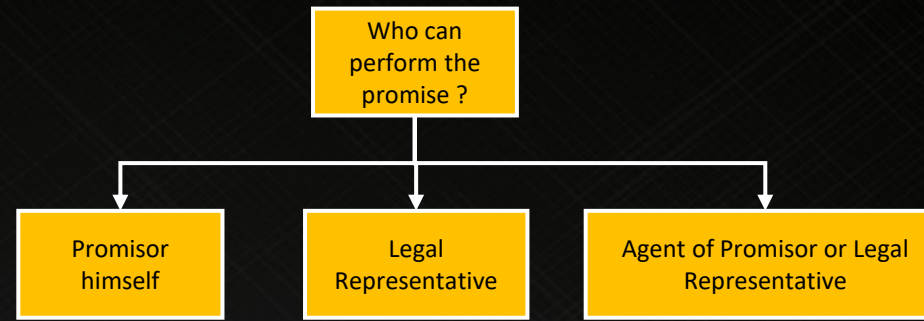 Who can
perform the
promise ?
Promisor
himself
Legal
Representative
Agent of Promisor or Legal
Representative